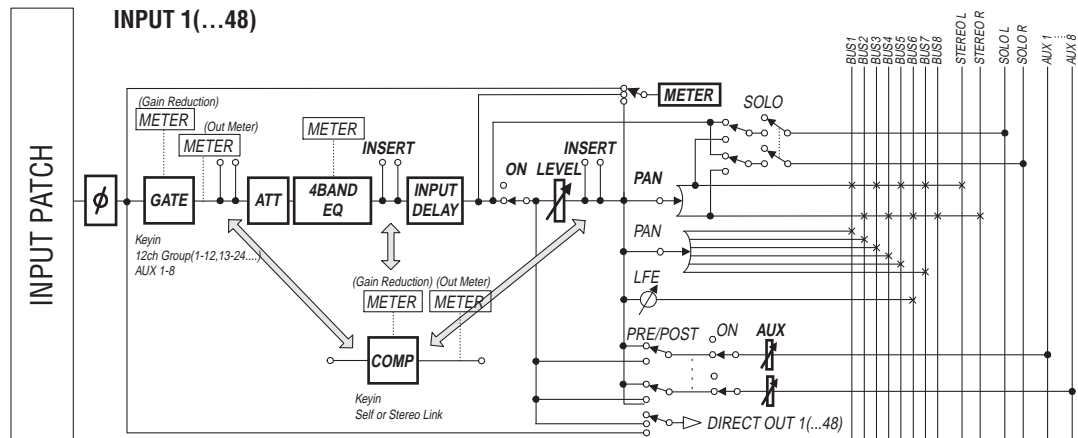 INPUT 1(...48)
INPUT PATCH
BUS1
BUS2
BUS3
BUS4
BUS5
BUS6
BUS7
BUS8
STEREO L
STEREO R
SOLO L
SOLO R
AUX 1
AUX 8
(Gain Reduction)
METER
(Out Meter)
METER
METER
METER
SOLO
INSERT
ON
LEVEL
INSERT
ϕ
GATE
ATT
4BAND
EQ
INPUT
DELAY
PAN
Keyin
12ch Group(1-12,13-24....)
AUX 1-8
PAN
(Gain Reduction)
(Out Meter)
METER
METER
LFE
COMP
PRE/POST
ON
AUX
Keyin
Self or Stereo Link
DIRECT OUT 1(...48)